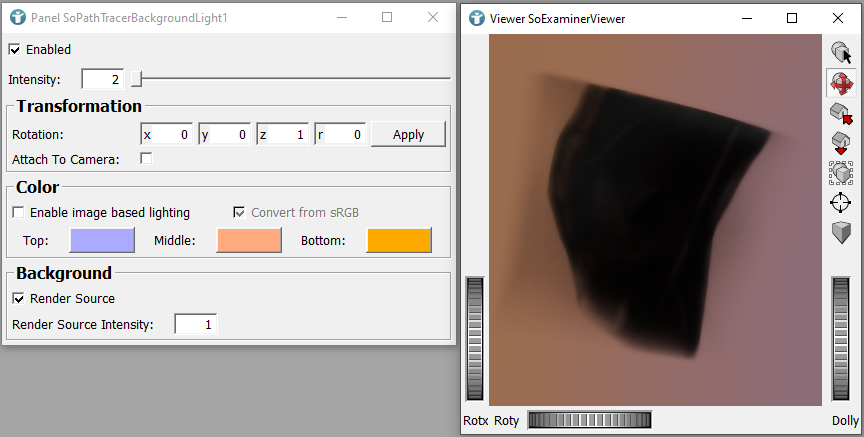 Panel SoPathTracerBackgroundLight1
Enabled
Intensity: 2
Transformation
Rotation: x 0 y 0 z 1 r 0 Apply
Attach To Camera:
Color
Enable image based lighting Convert from sRGB
Top: Middle: Bottom:
Background
Render Source
Render Source Intensity: 1
Viewer SoExaminerViewer
Rotx Roty Dolly